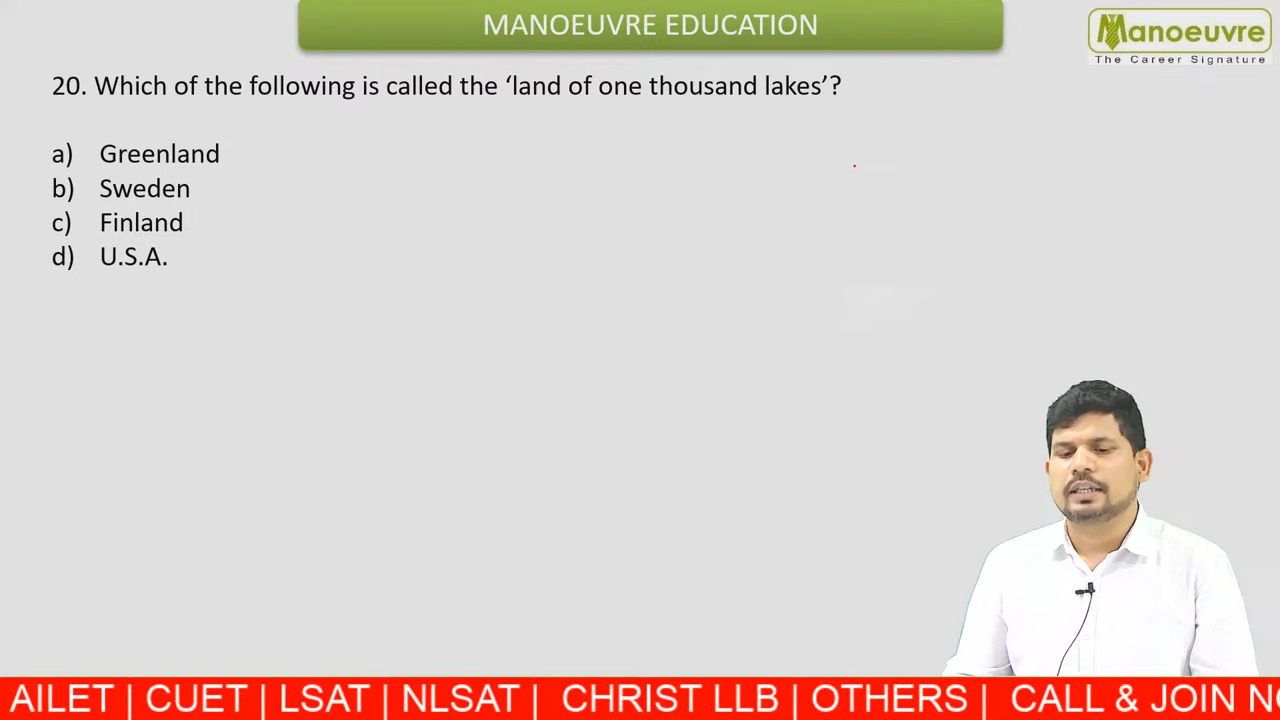 MANOEUVRE EDUCATION
Manoeuvre
The Career Signature
20. Which of the following is called the ‘land of one thousand lakes’?
a) Greenland
b) Sweden
c) Finland
d) U.S.A.
AILET | CUET | LSAT | NLSAT | CHRIST LLB | OTHERS | CALL & JOIN NO